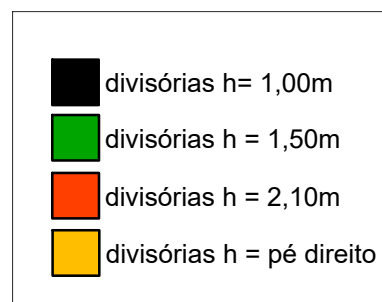 divisórias h= 1,00m
divisórias h = 1,50m
divisórias h = 2,10m
divisórias h = pé direito